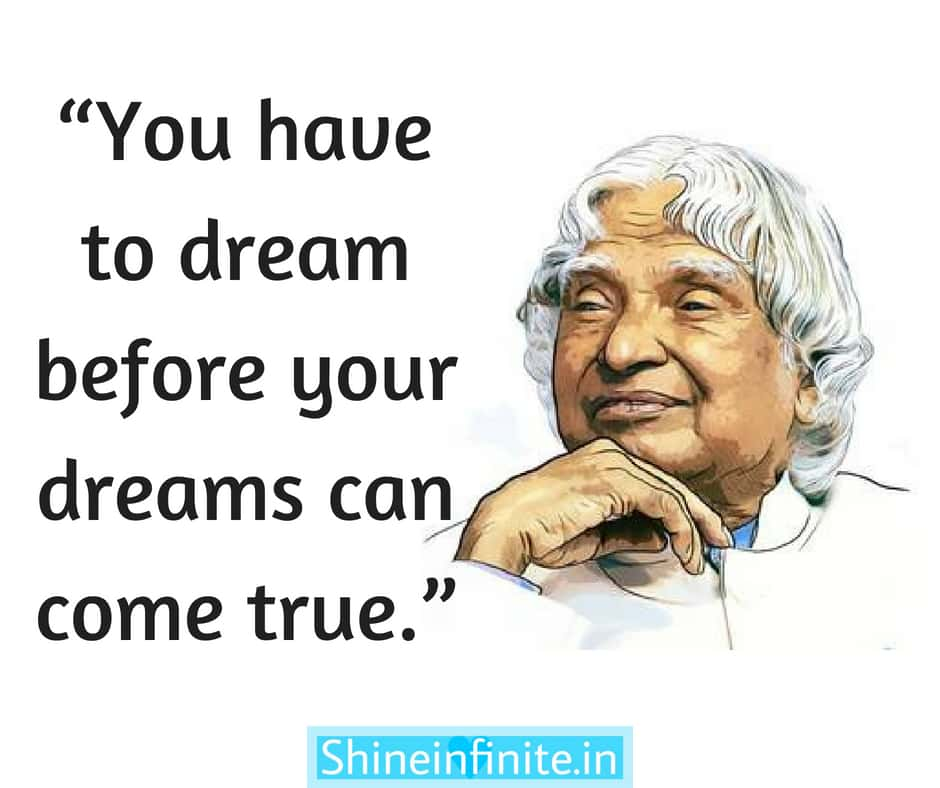 “You have
to dream
before your
dreams can
come true.”
Shineinfinite.in